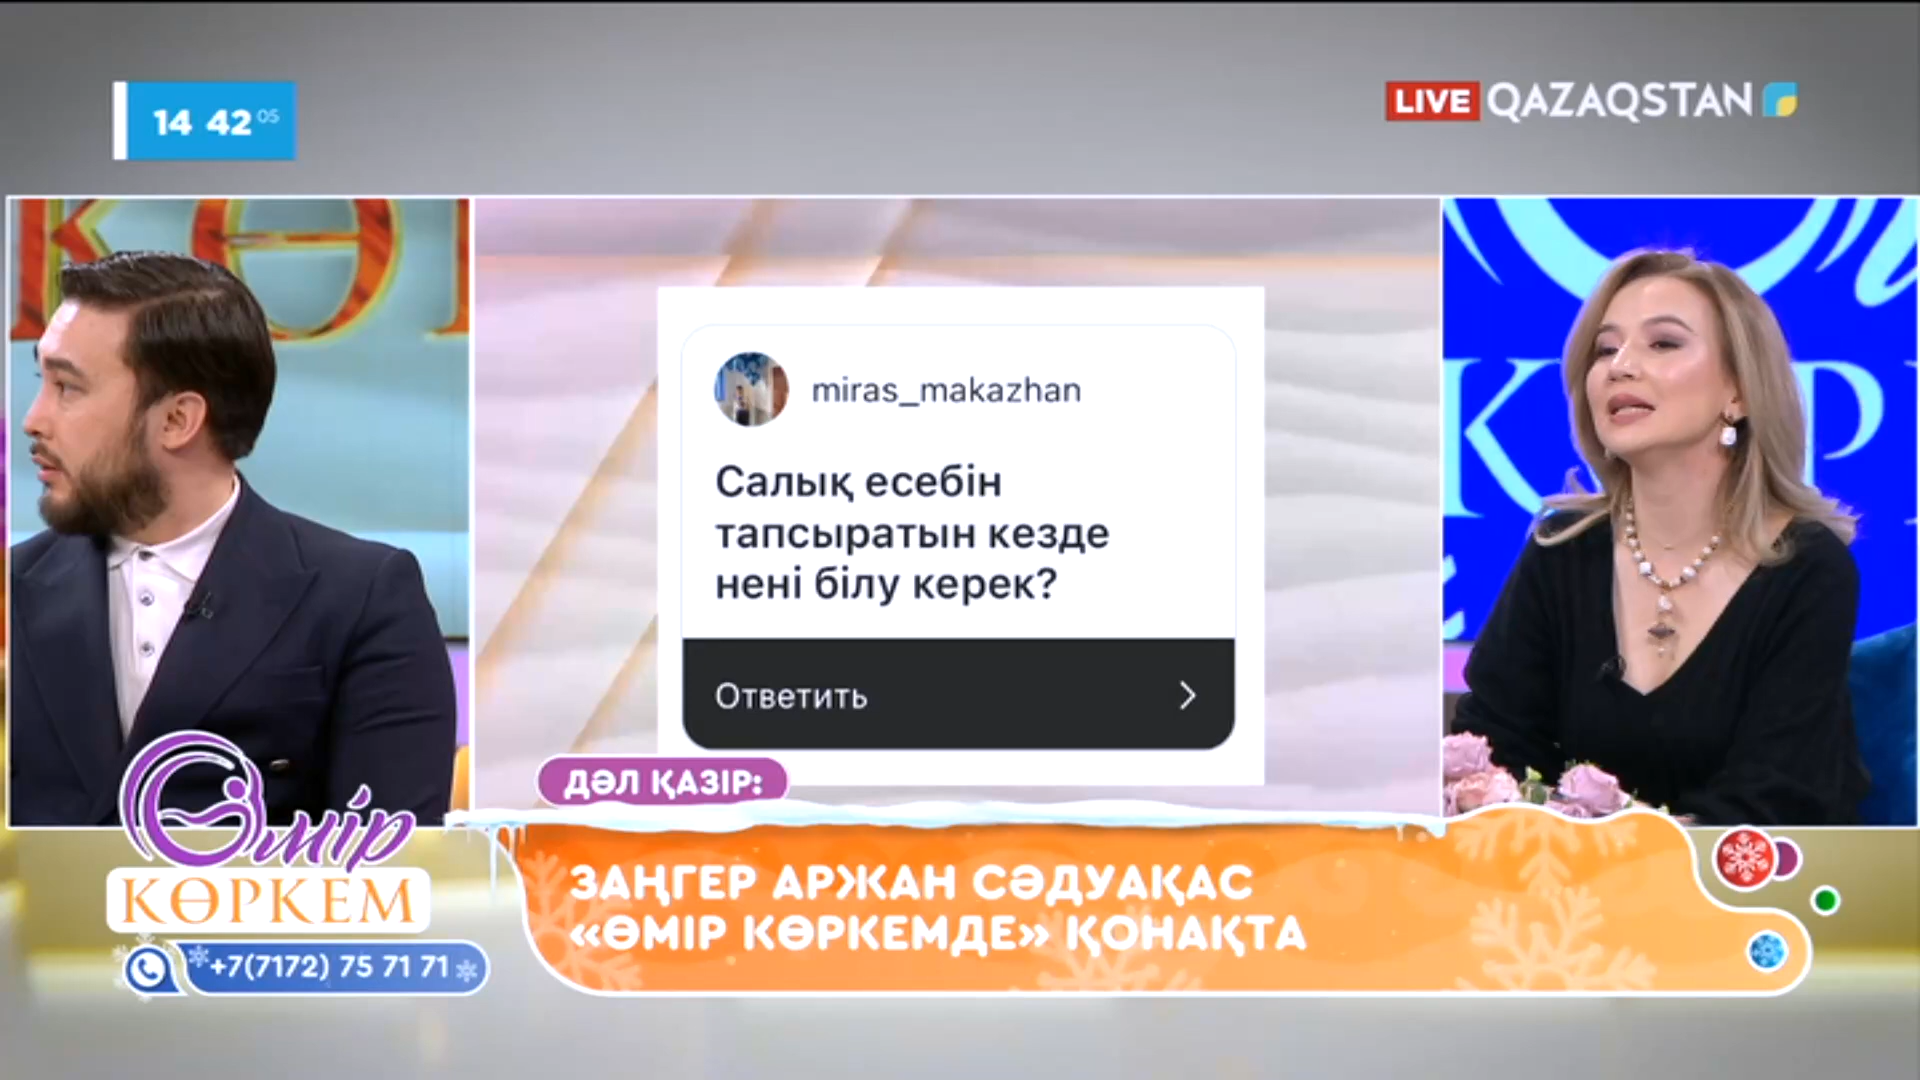 14 42 05
LIVE QAZAQSTAN
КӨ
miras_makazhan
Салық есебін
тапсыратын кезде
нені білу керек?
Ответить
ДӘЛ ҚАЗІР:
ЗАҢГЕР АРЖАН СӘДУАҚАС
«ӨМІР КӨРКЕМДЕ» ҚОНАҚТА
Өмір
КӨРКЕМ
+7(7172) 75 71 71